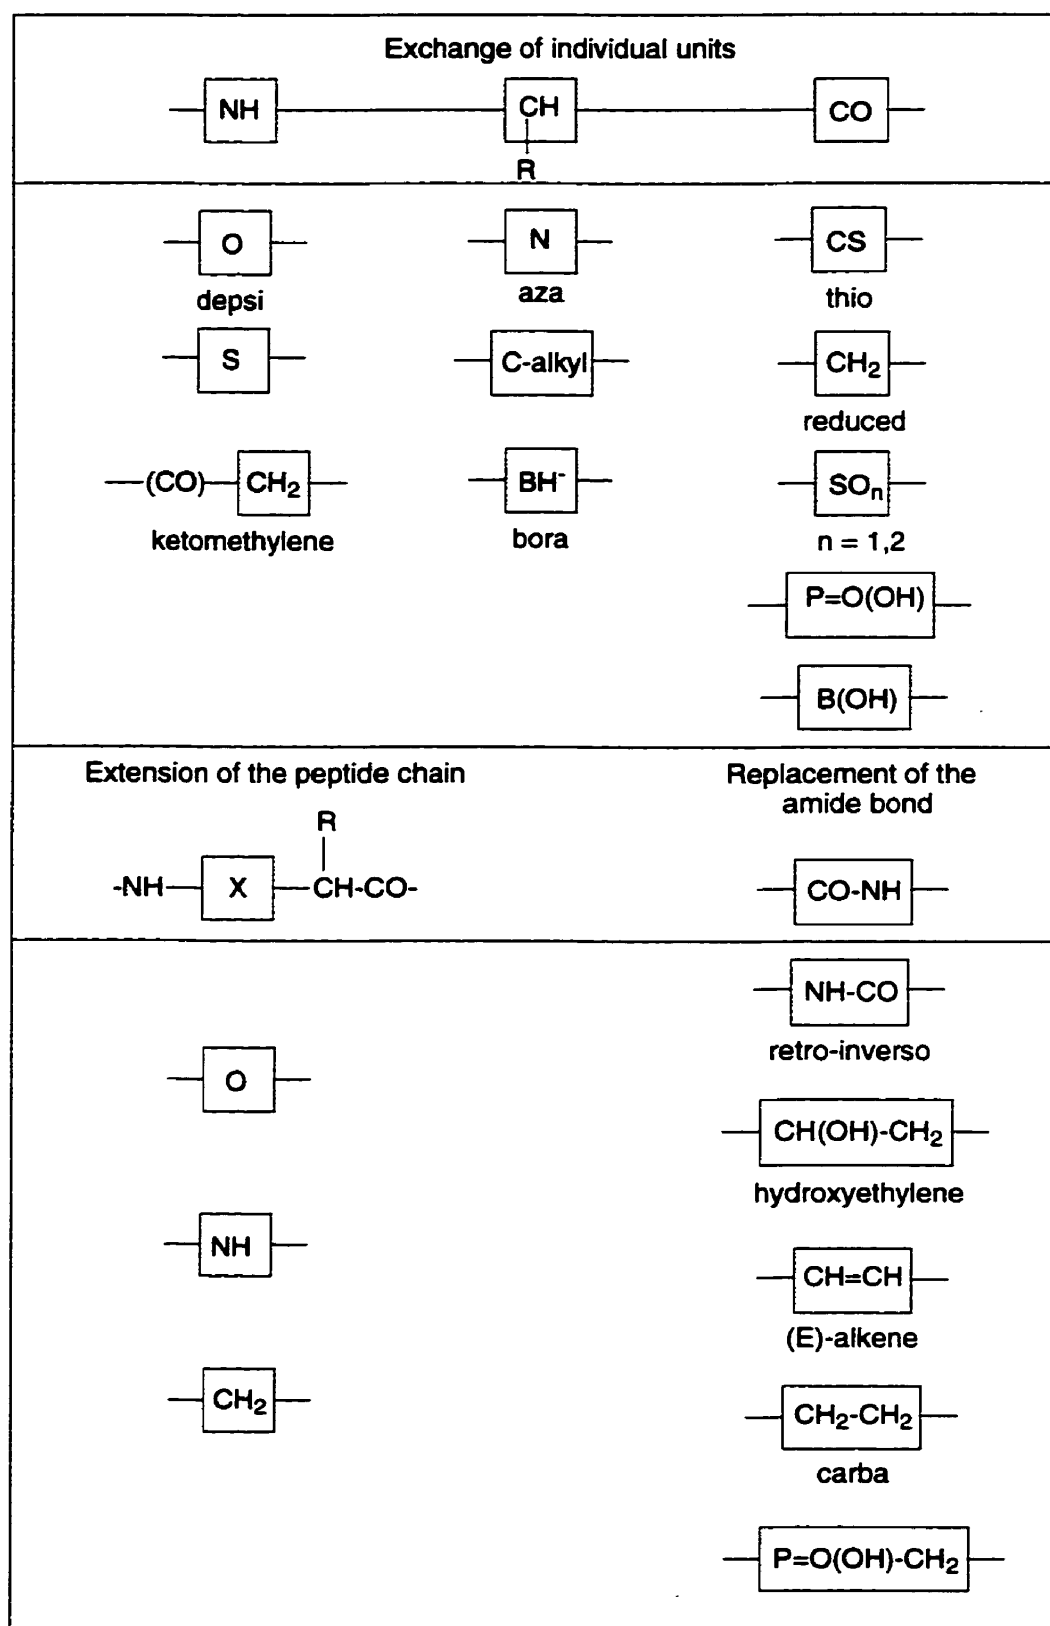 Exchange of individual units
NH CH CO
R
O N CS
depsi aza thio
S C-alkyl CH₂
reduced
(CO) CH₂ BH⁻ SOₙ
ketomethylene bora n = 1,2
P=O(OH)
B(OH)
Extension of the peptide chain
Replacement of the
amide bond
R
-NH X CH-CO-
CO-NH
NH-CO
retro-inverso
O
CH(OH)-CH₂
hydroxyethylene
NH
CH=CH
(E)-alkene
CH₂
CH₂-CH₂
carba
P=O(OH)-CH₂